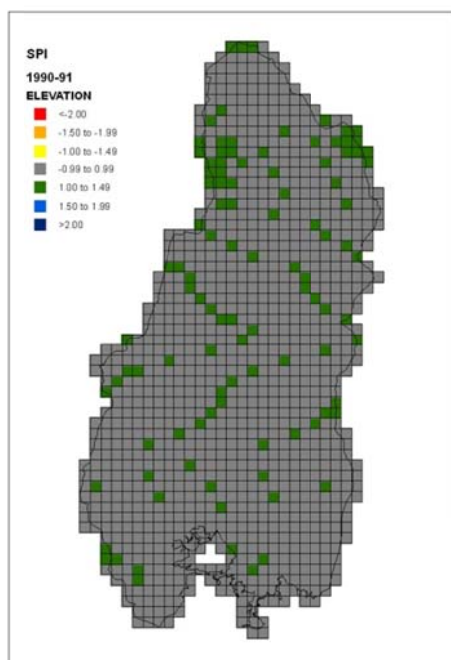 SPI
1990-91
ELEVATION
<-2.00
-1.50 to -1.99
-1.00 to -1.49
-0.99 to 0.99
1.00 to 1.49
1.50 to 1.99
>2.00